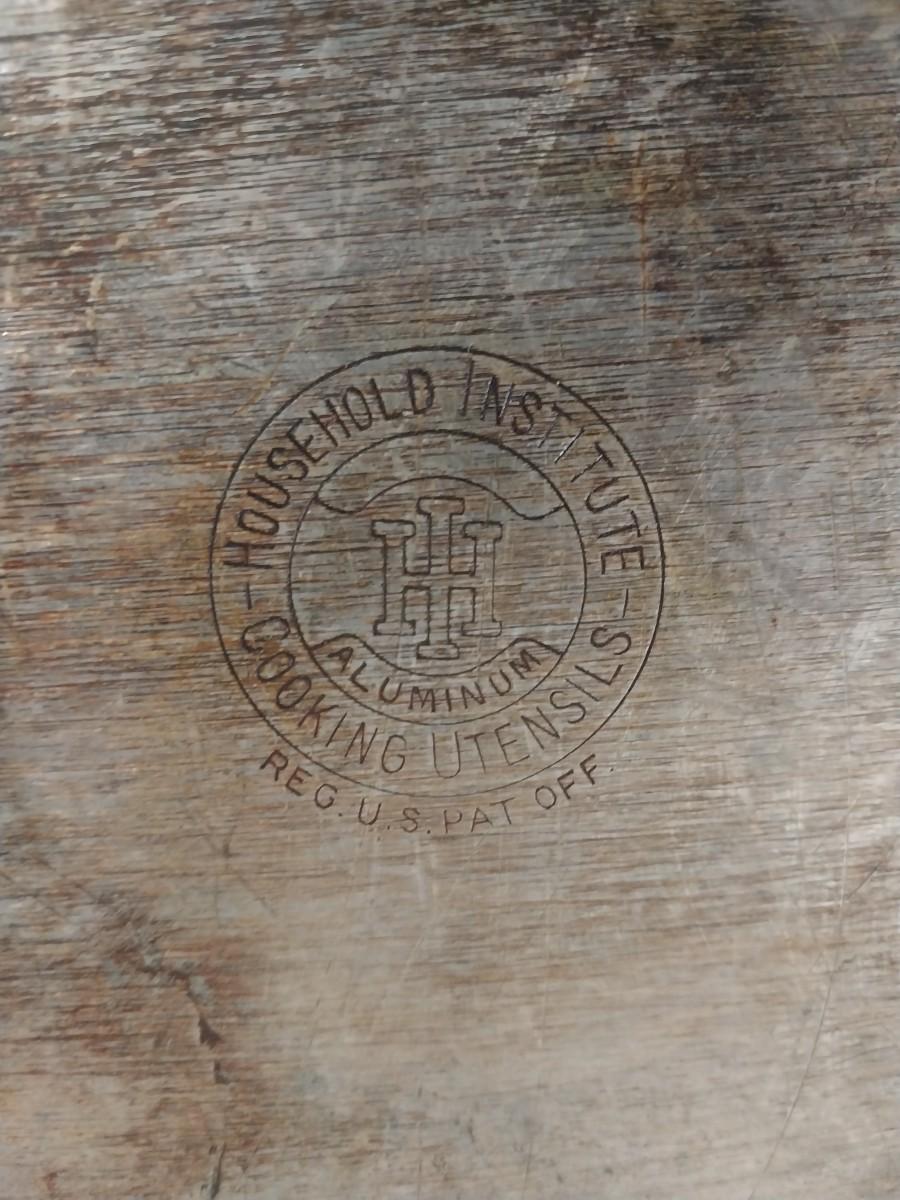 HOUSEHOLD INSTITUTE
HI
ALUMINUM
COOKING UTENSILS
REG. U.S. PAT OFF.